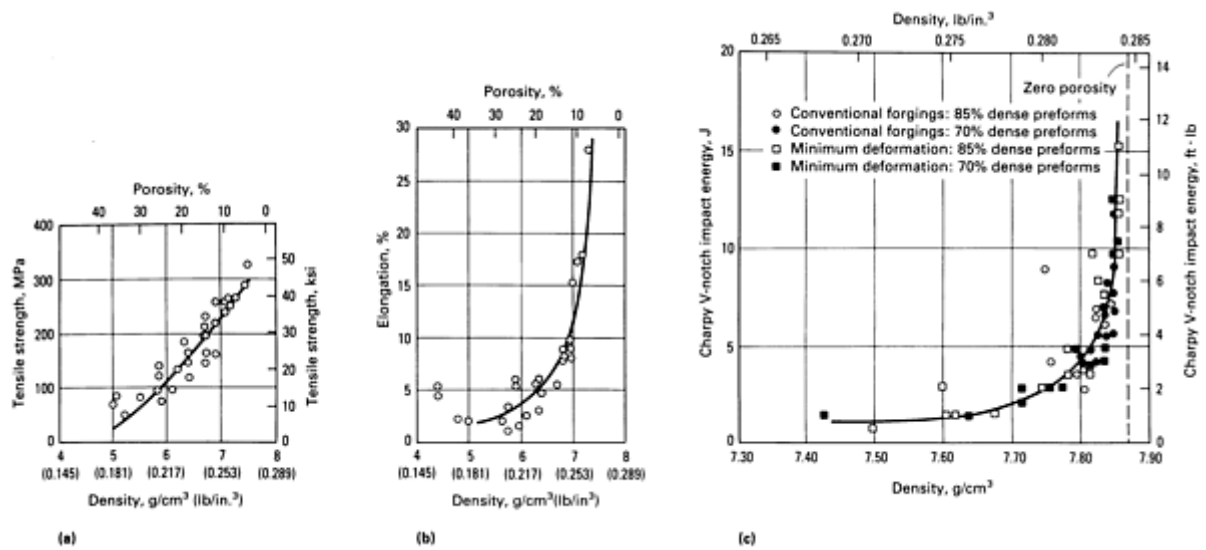 Porosity, %
40 30 20 10 0
Tensile strength, MPa
400
300
200
100
0
50
40
30
20
10
0
Tensile strength, ksi
4 5 6 7 8
(0.145) (0.181) (0.217) (0.253) (0.289)
Density, g/cm³ (lb/in.³)
(a)
Porosity, %
40 30 20 10 0
Elongation, %
30
25
20
15
10
5
0
4 5 6 7 8
(0.145) (0.181) (0.217) (0.253) (0.289)
Density, g/cm³(lb/in³)
(b)
Density, lb/in.³
0.265 0.270 0.275 0.280 0.285
Zero porosity
Conventional forgings: 85% dense preforms
Conventional forgings: 70% dense preforms
Minimum deformation: 85% dense preforms
Minimum deformation: 70% dense preforms
Charpy V-notch impact energy, J
20
15
10
5
0
14
12
10
8
6
4
2
0
Charpy V-notch impact energy, ft·lb
7.30 7.40 7.50 7.60 7.70 7.80 7.90
Density, g/cm³
(c)